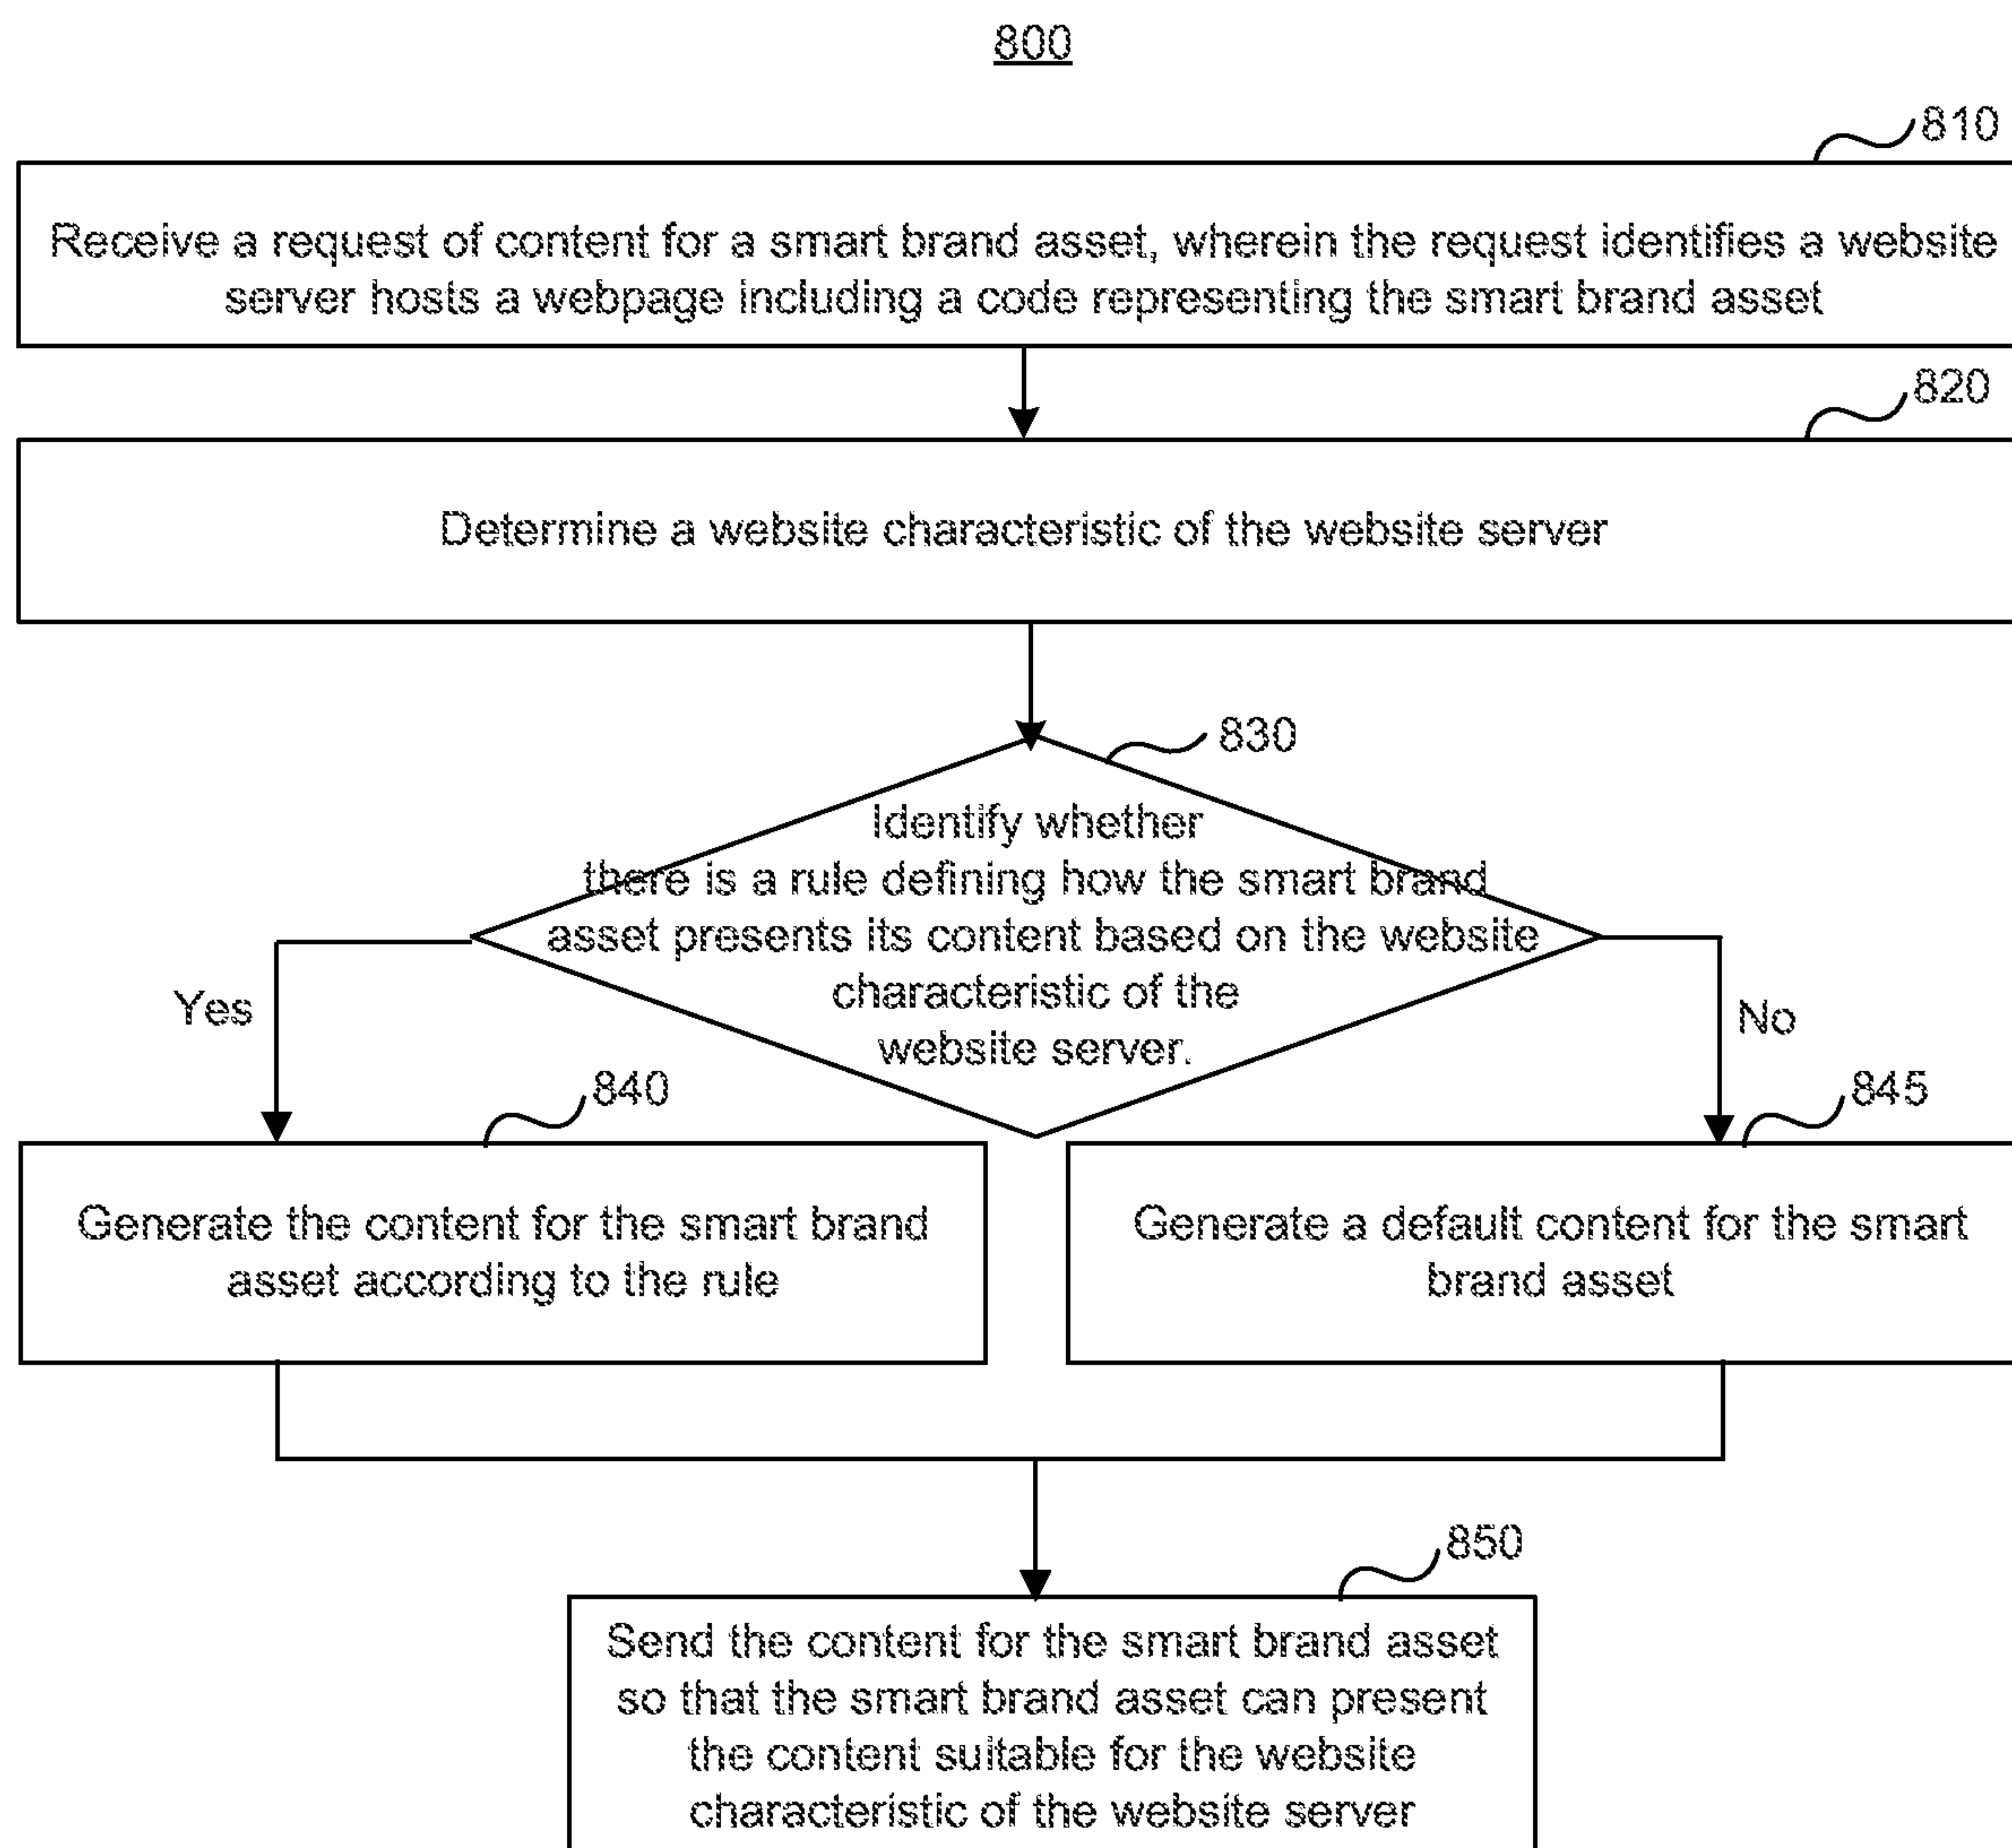 800
810
Receive a request of content for a smart brand asset, wherein the request identifies a website
server hosts a webpage including a code representing the smart brand asset
820
Determine a website characteristic of the website server
830
Identify whether
there is a rule defining how the smart brand
asset presents its content based on the website
characteristic of the
website server.
Yes
No
840
845
Generate the content for the smart brand
asset according to the rule
Generate a default content for the smart
brand asset
850
Send the content for the smart brand asset
so that the smart brand asset can present
the content suitable for the website
characteristic of the website server